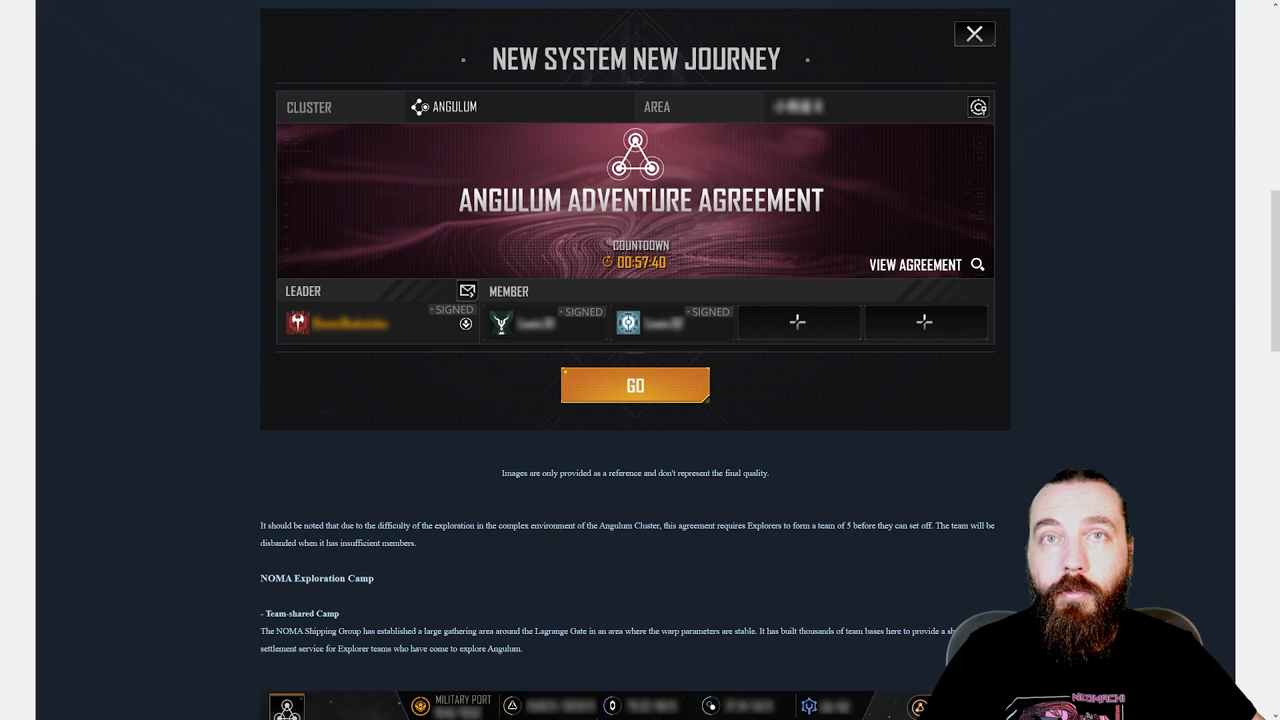 NEW SYSTEM NEW JOURNEY
CLUSTER
ANGULUM
AREA
ANGULUM ADVENTURE AGREEMENT
COUNTDOWN
00:57:40
VIEW AGREEMENT
LEADER
MEMBER
· SIGNED
· SIGNED
· SIGNED
GO
Images are only provided as a reference and don't represent the final quality.
It should be noted that due to the difficulty of the exploration in the complex environment of the Angulum Cluster, this agreement requires Explorers to form a team of 5 before they can set off. The team will be
disbanded when it has insufficient members.
NOMA Exploration Camp
- Team-shared Camp
The NOMA Shipping Group has established a large gathering area around the Lagrange Gate in an area where the warp parameters are stable. It has built thousands of team bases here to provide a
settlement service for Explorer teams who have come to explore Angulum.
MILITARY PORT
NEOMACHI